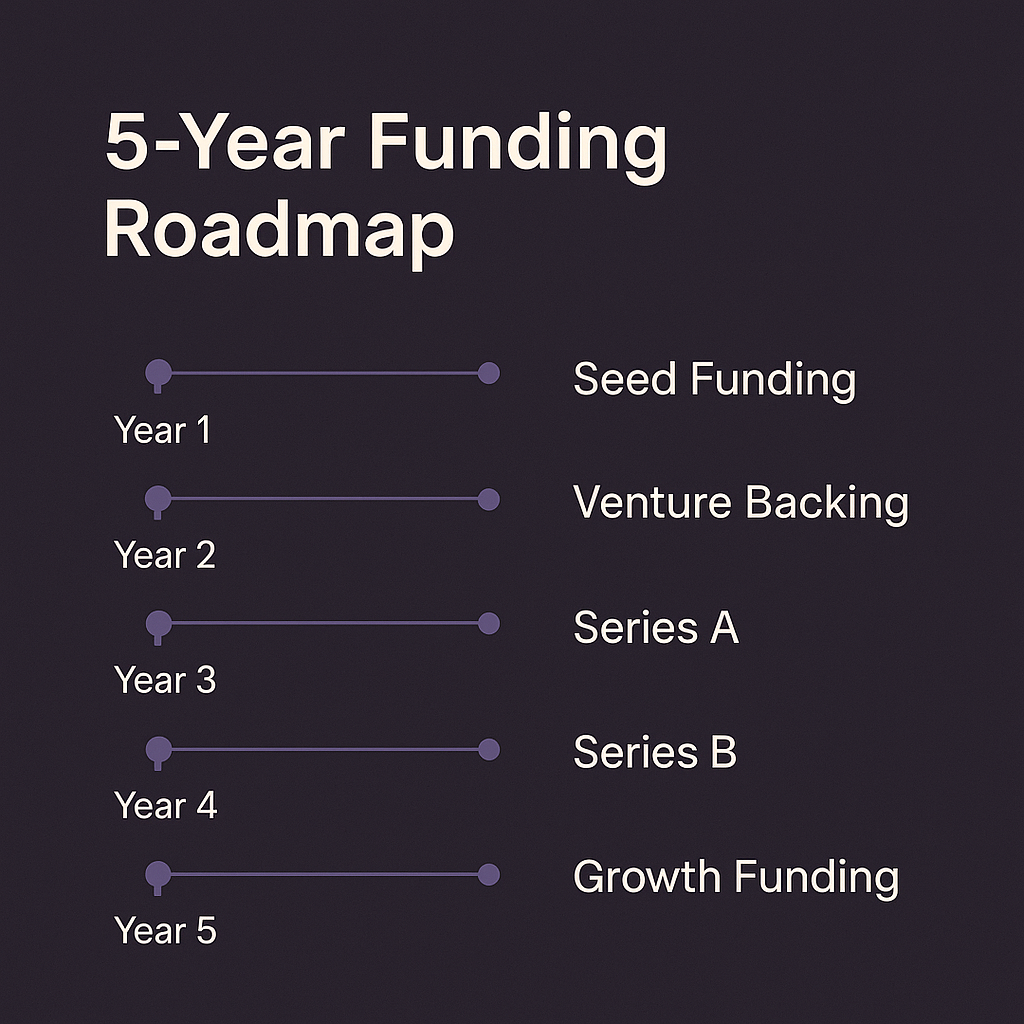 5-Year Funding
Roadmap
Seed Funding
Year 1
Venture Backing
Year 2
Series A
Year 3
Series B
Year 4
Growth Funding
Year 5